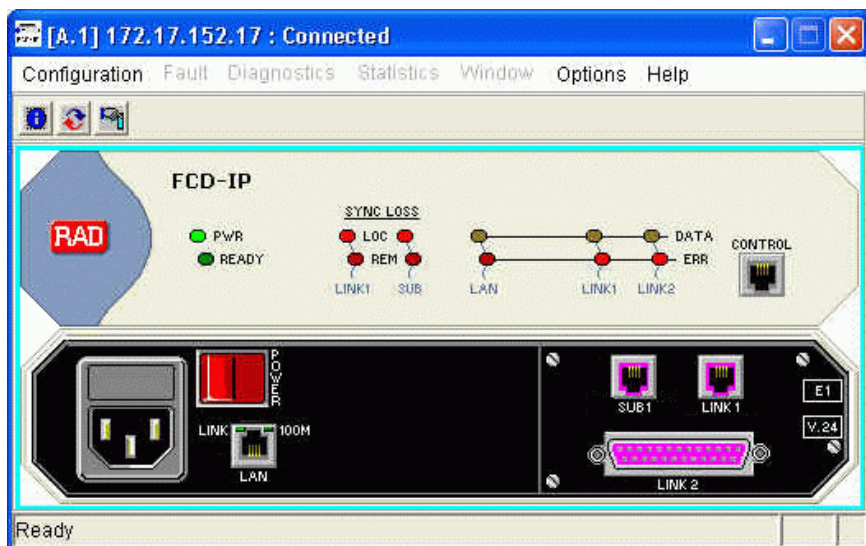 [A.1] 172.17.152.17 : Connected
Configuration Fault Diagnostics Statistics Window Options Help
FCD-IP
RAD
SYNC LOSS
PWR LOC DATA CONTROL
READY REM ERR
LINK1 SUB LAN LINK1 LINK2
POWER
LINK 100M
LAN
SUB1 LINK 1
E1
V.24
LINK 2
Ready